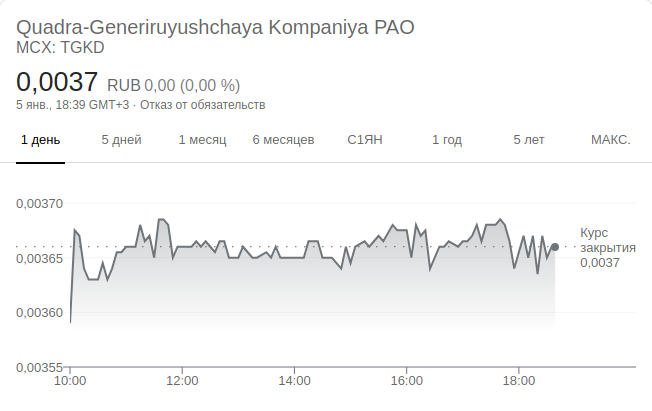 Quadra-Generiruyushchaya Kompaniya PAO
MCX: TGKD
0,0037 RUB 0,00 (0,00 %)
5 янв., 18:39 GMT+3 · Отказ от обязательств
1 день 5 дней 1 месяц 6 месяцев С1ЯН 1 год 5 лет МАКС.
0,00370
Курс
закрытия
0,0037
0,00365
0,00360
0,00355
10:00 12:00 14:00 16:00 18:00